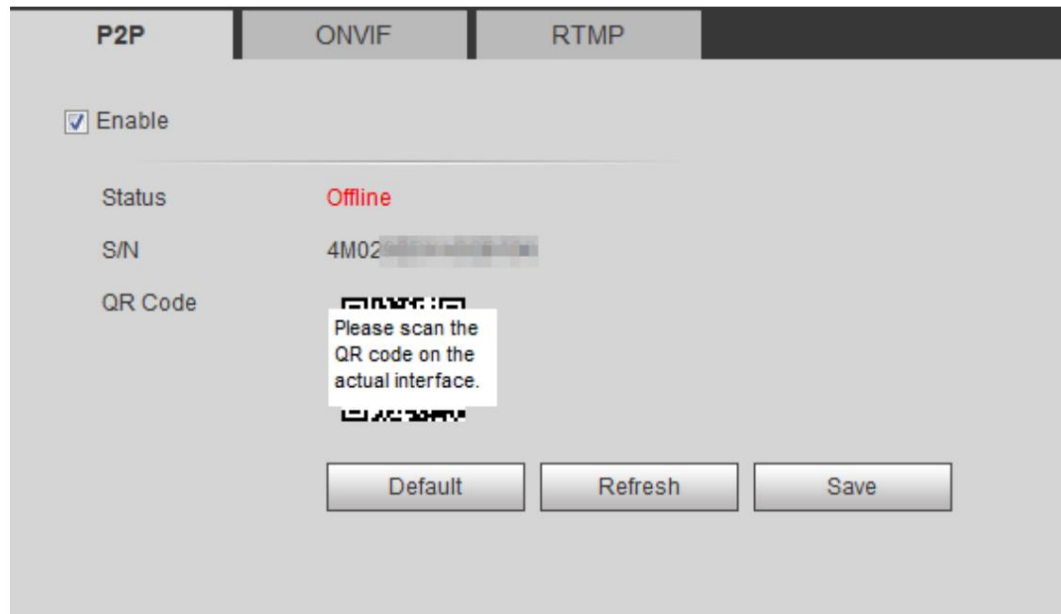 P2P ONVIF RTMP
Enable
Status Offline
S/N 4M02
QR Code
Please scan the
QR code on the
actual interface.
Default Refresh Save